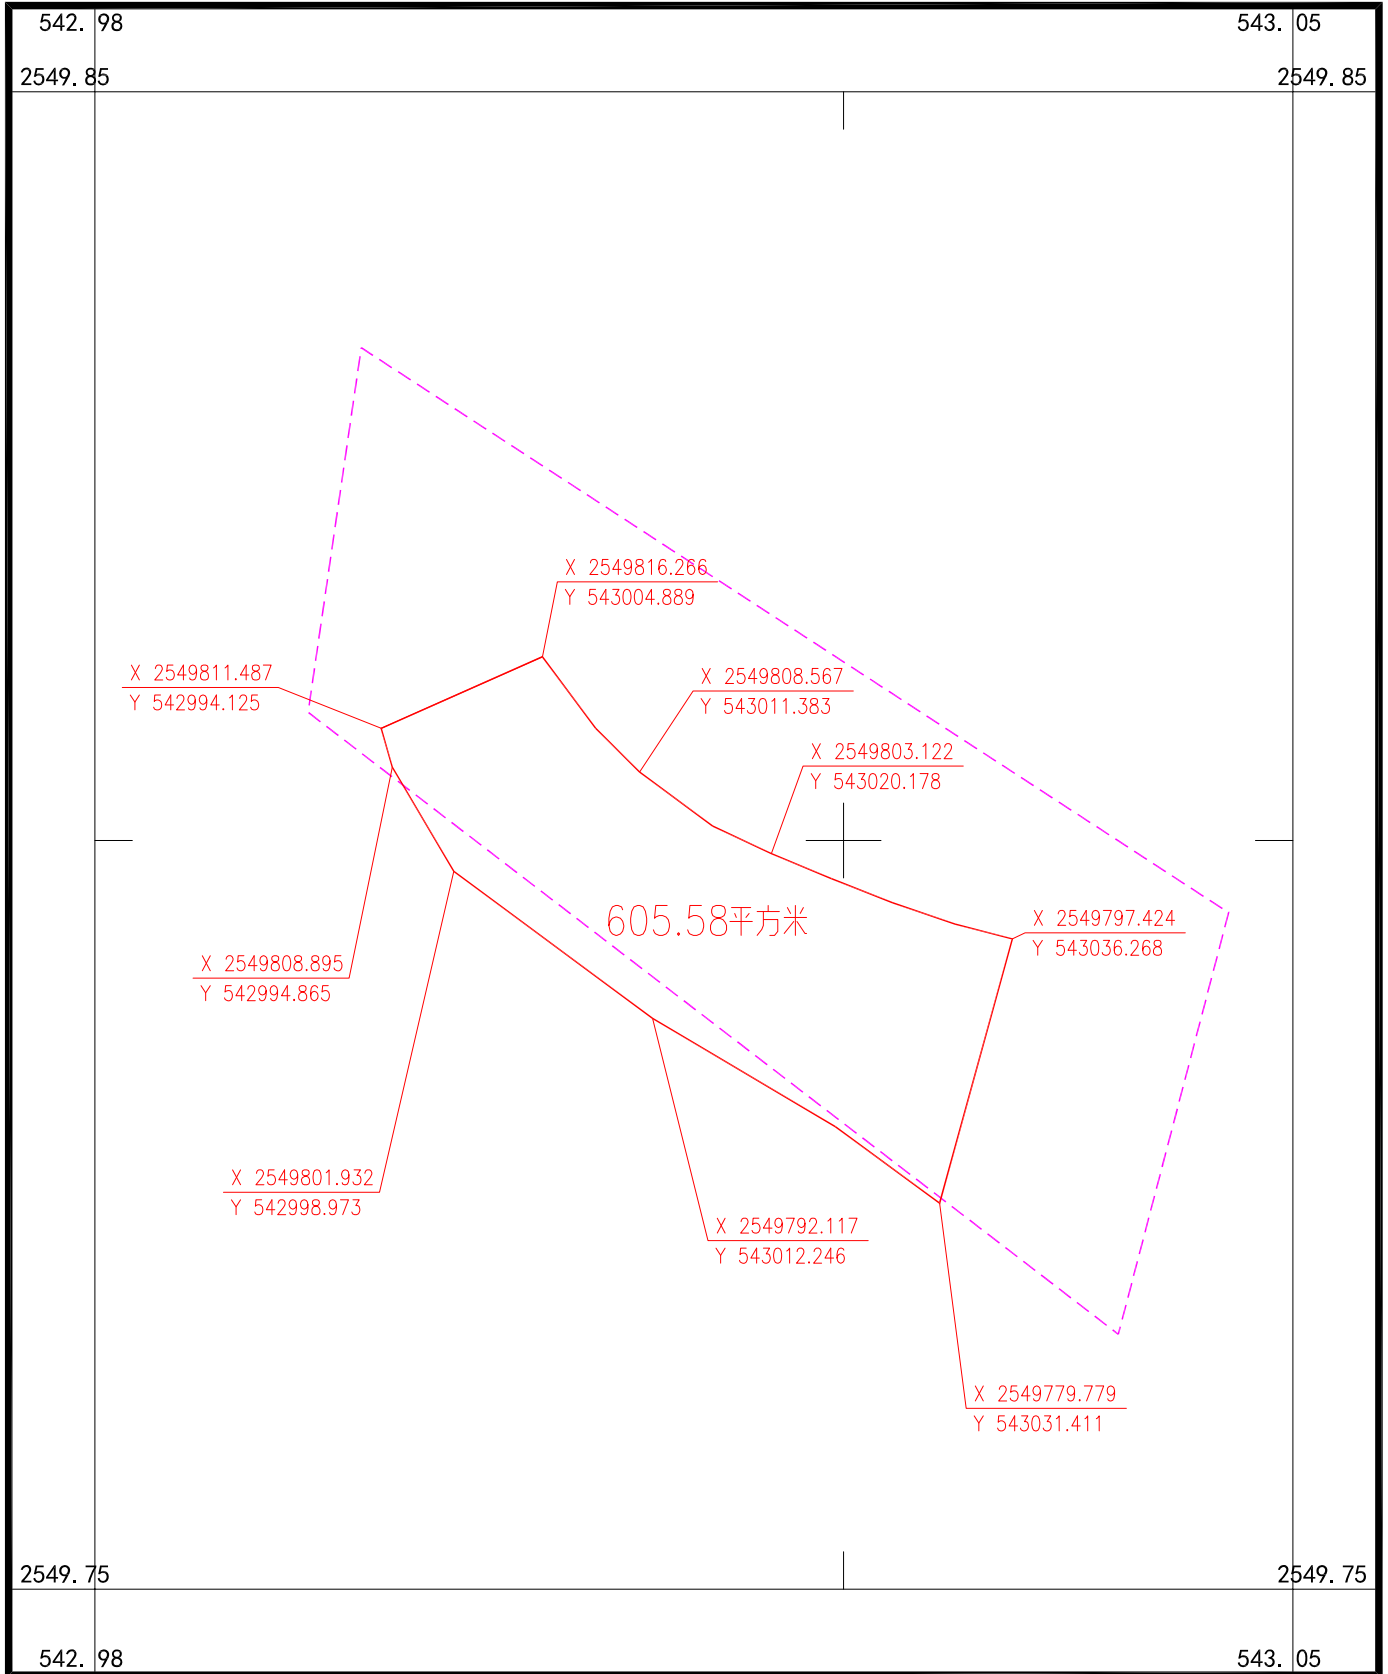 542.98
543.05
2549.85
2549.85
X 2549816.266
Y 543004.889
X 2549811.487
Y 542994.125
X 2549808.567
Y 543011.383
X 2549803.122
Y 543020.178
605.58平方米
X 2549797.424
Y 543036.268
X 2549808.895
Y 542994.865
X 2549801.932
Y 542998.973
X 2549792.117
Y 543012.246
X 2549779.779
Y 543031.411
2549.75
2549.75
542.98
543.05